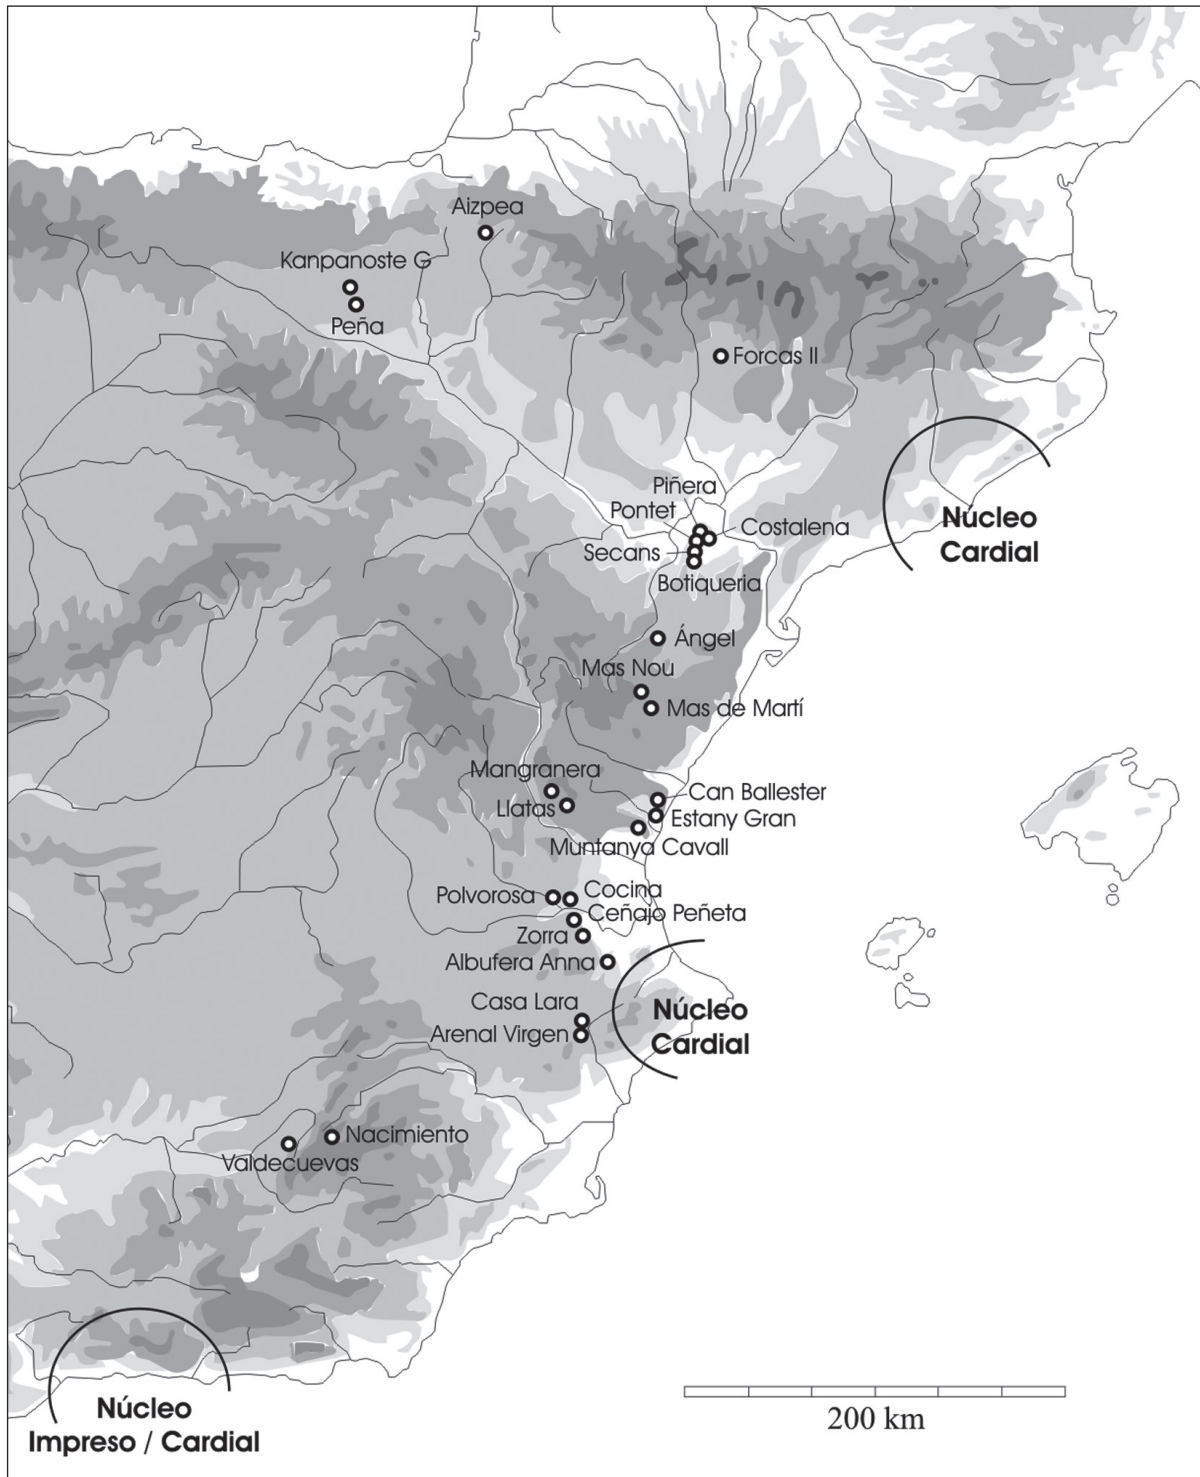 Aizpea
Kanpanoste G
Peña
Forcas II
Piñera
Pontet
Costalena
Secans
Botiqueria
Núcleo
Cardial
Ángel
Mas Nou
Mas de Martí
Mangranera
Llatas
Can Ballester
Estany Gran
Muntanya Cavall
Polvorosa
Cocina
Ceñajo Peñeta
Zorra
Albufera Anna
Casa Lara
Arenal Virgen
Núcleo
Cardial
Nacimiento
Valdecuevas
Núcleo
Impreso / Cardial
200 km